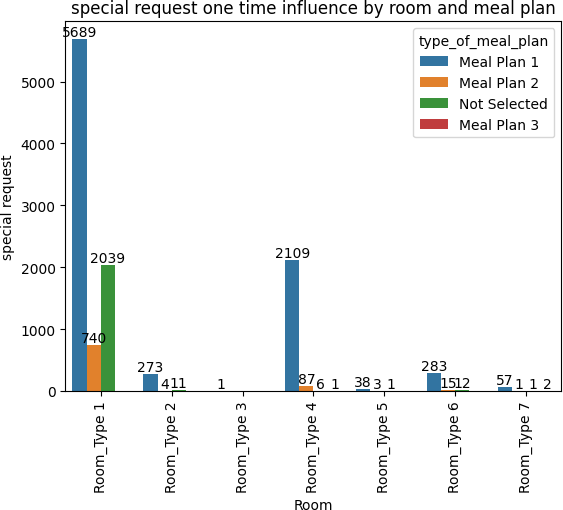 special request one time influence by room and meal plan
type_of_meal_plan
Meal Plan 1
Meal Plan 2
Not Selected
Meal Plan 3
special request
5000
4000
3000
2000
1000
0
5689
740
2039
273
4
11
1
2109
87
6
1
38
3
1
283
15
12
57
1
1
2
Room_Type 1
Room_Type 2
Room_Type 3
Room_Type 4
Room_Type 5
Room_Type 6
Room_Type 7
Room